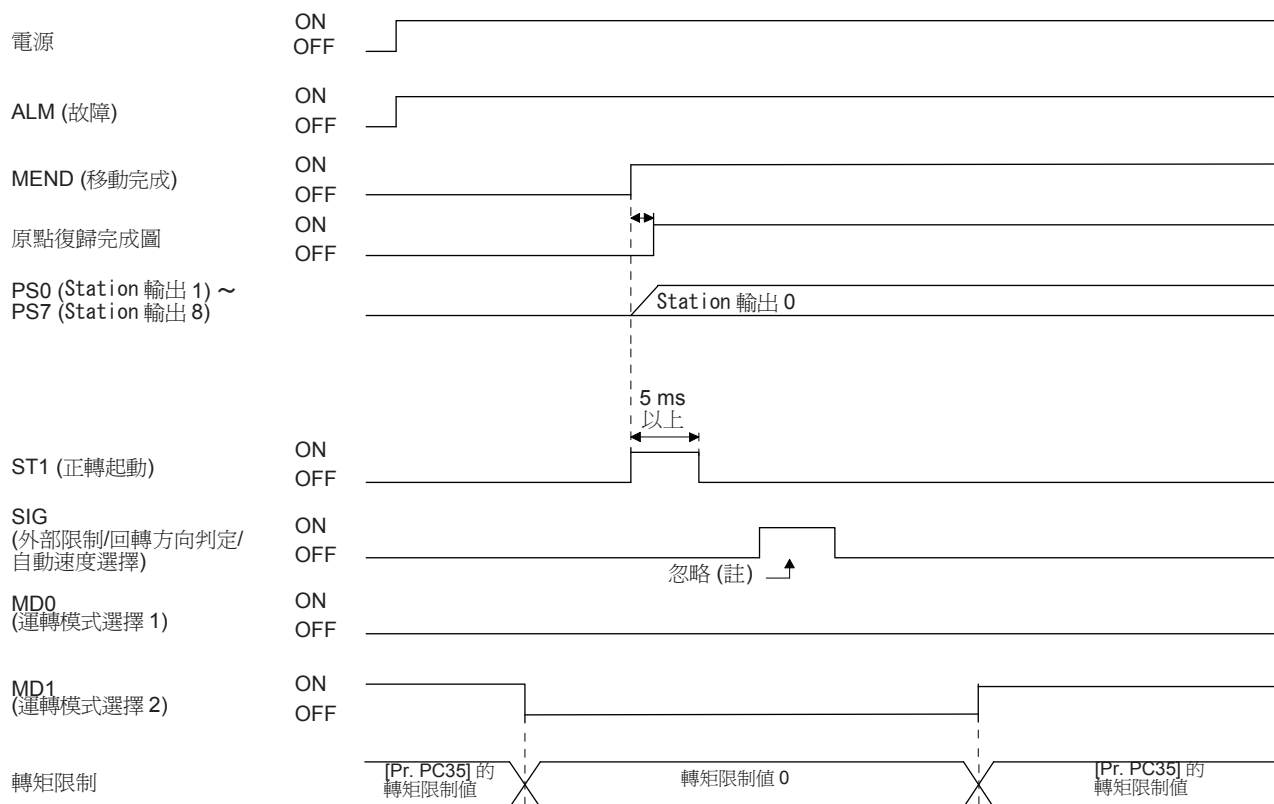 電源
ON
OFF
ALM (故障)
ON
OFF
MEND (移動完成)
ON
OFF
原點復歸完成圖
ON
OFF
PS0 (Station 輸出 1) ～
PS7 (Station 輸出 8)
Station 輸出 0
5 ms
以上
ST1 (正轉起動)
ON
OFF
SIG
(外部限制/回轉方向判定/
自動速度選擇)
ON
OFF
忽略 (註)
MD0
(運轉模式選擇 1)
ON
OFF
MD1
(運轉模式選擇 2)
ON
OFF
轉矩限制
[Pr. PC35] 的
轉矩限制値
轉矩限制値 0
[Pr. PC35] 的
轉矩限制値